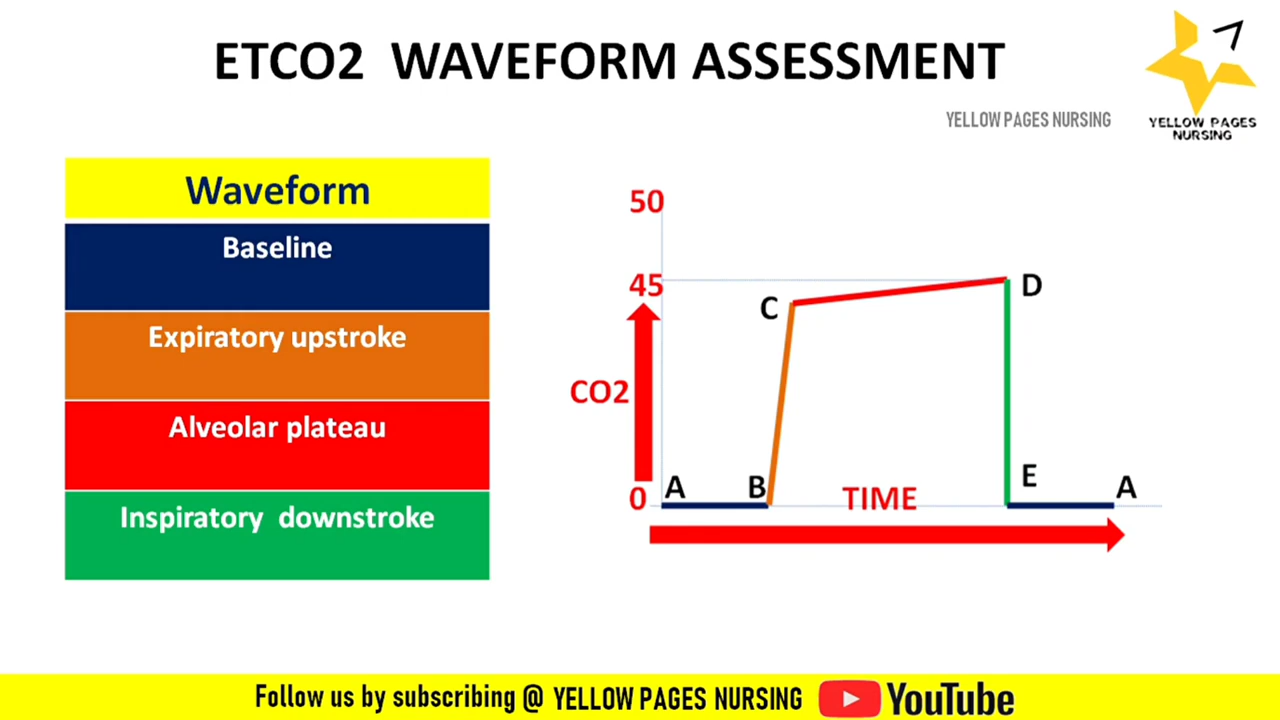 ETCO2 WAVEFORM ASSESSMENT
YELLOW PAGES NURSING
YELLOW PAGES
NURSING
Waveform
Baseline
Expiratory upstroke
Alveolar plateau
Inspiratory downstroke
50
45
CO2
0
A
B
C
D
E
A
TIME
Follow us by subscribing @ YELLOW PAGES NURSING YouTube